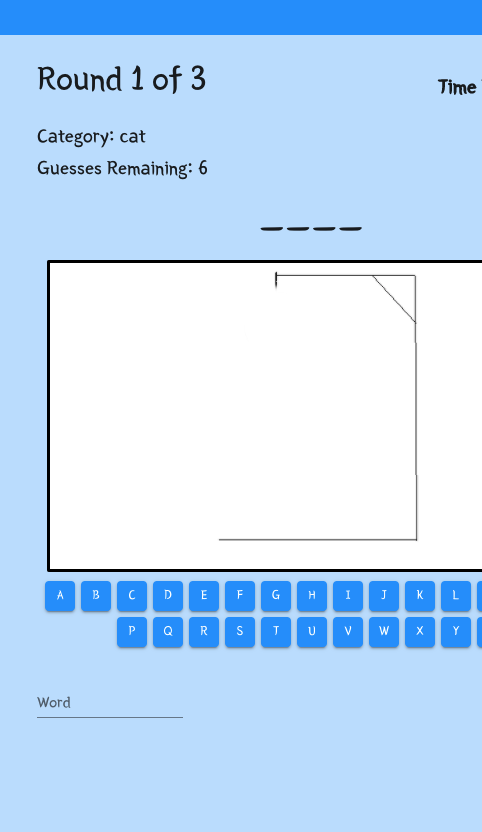 Round 1 of 3
Time
Category: cat
Guesses Remaining: 6
_ _ _ _
A B C D E F G H I J K L
P Q R S T U V W X Y
Word